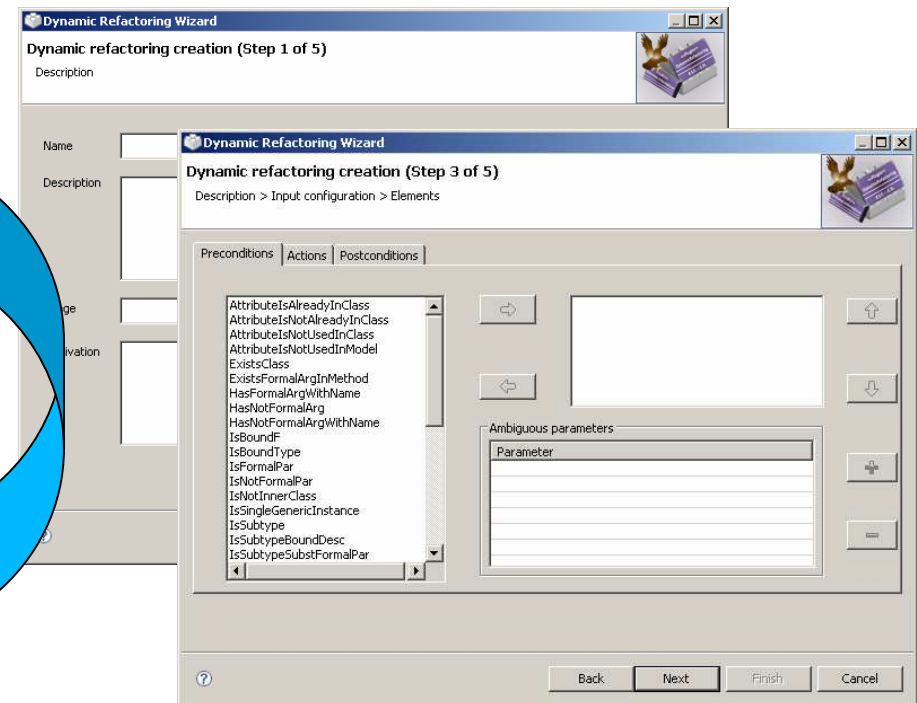 Dynamic Refactoring Wizard
Dynamic refactoring creation (Step 1 of 5)
Description
Name
Description
ge
ivation
Dynamic Refactoring Wizard
Dynamic refactoring creation (Step 3 of 5)
Description > Input configuration > Elements
Preconditions Actions Postconditions
AttributeIsAlreadyInClass
AttributeIsNotAlreadyInClass
AttributeIsNotUsedInClass
AttributeIsNotUsedInModel
ExistsClass
ExistsFormalArgInMethod
HasFormalArgWithName
HasNotFormalArg
HasNotFormalArgWithName
IsBoundF
IsBoundType
IsFormalPar
IsNotFormalPar
IsNotInnerClass
IsSingleGenericInstance
IsSubtype
IsSubtypeBoundDesc
IsSubtypeSubstFormalPar
Ambiguous parameters
Parameter
Back Next Finish Cancel